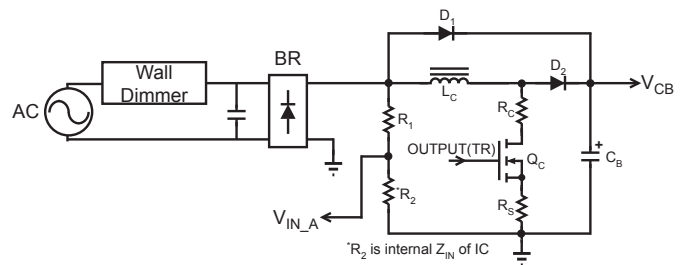 D1
BR
Wall
Dimmer
AC
LC
D2
VCB
R1
RC
OUTPUT(TR)
QC
CB
+
*R2
RS
VIN_A
*R2 is internal ZIN of IC